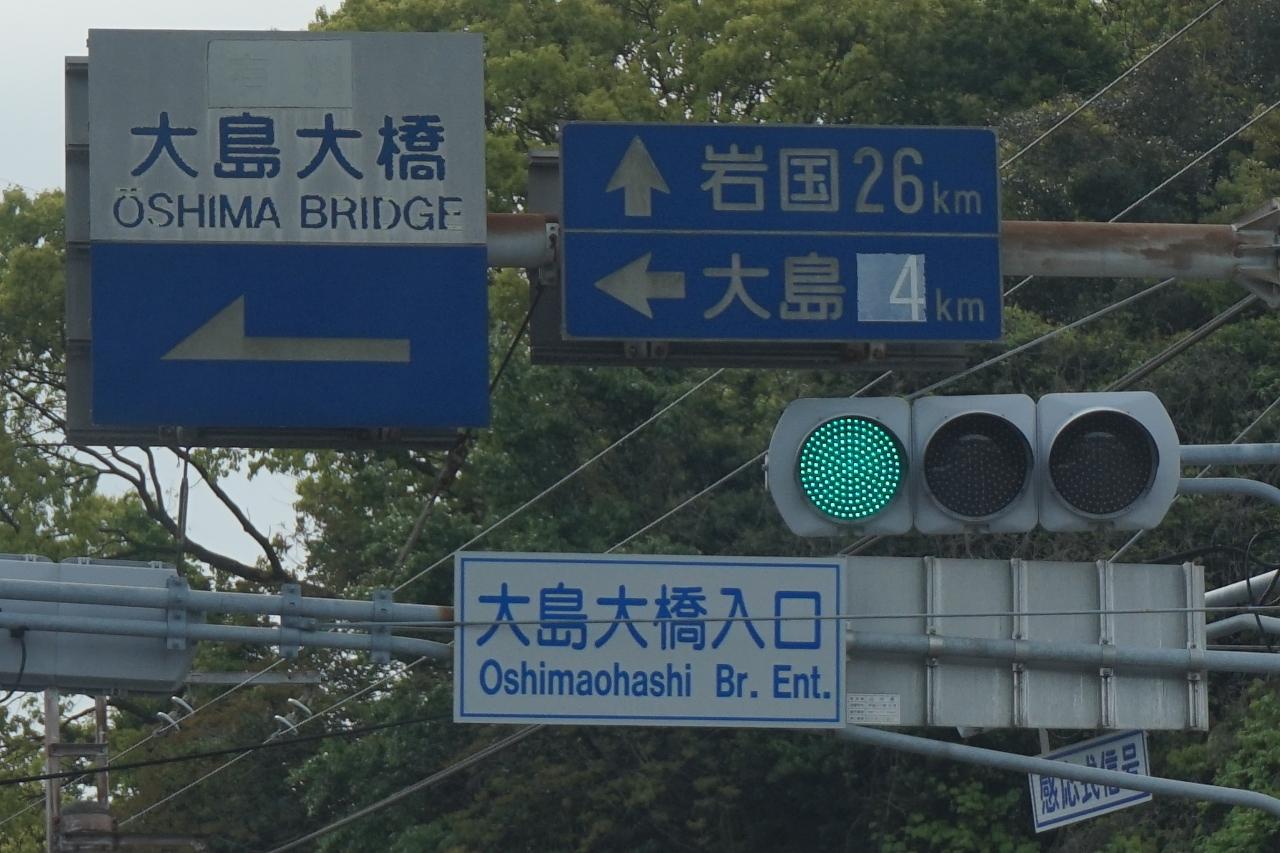 大島大橋
ŌSHIMA BRIDGE
岩国 26 km
大島 4 km
大島大橋入口
Oshimaohashi Br. Ent.
感応式信号